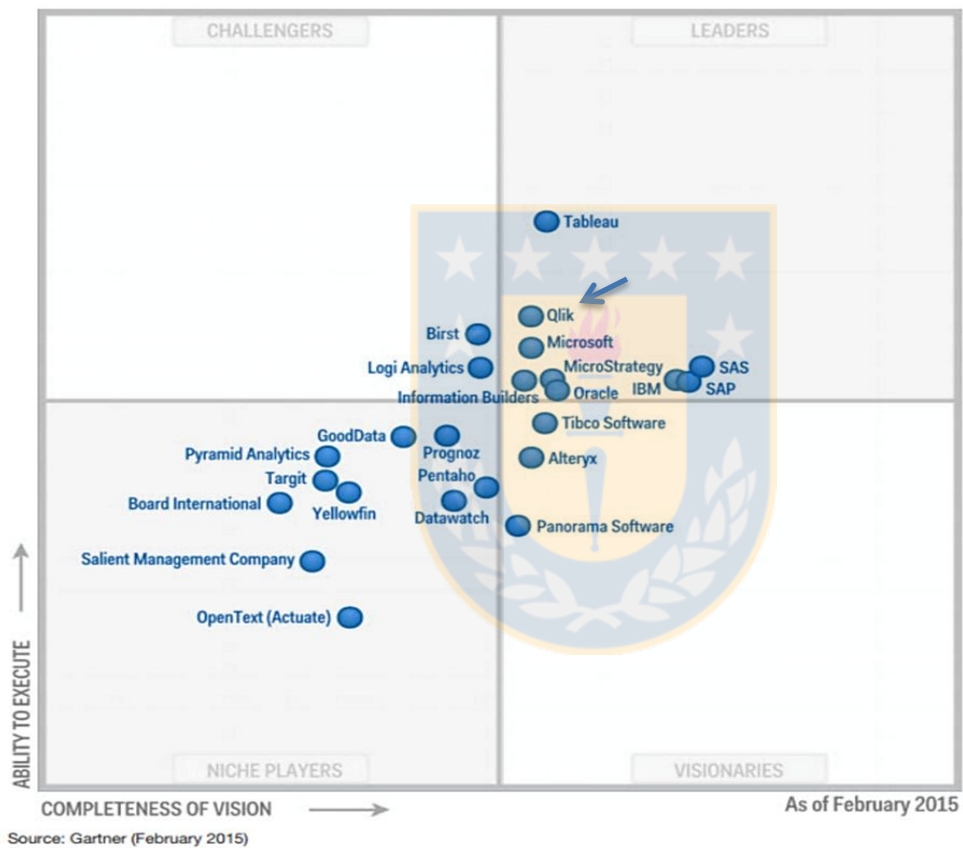 CHALLENGERS
LEADERS
Tableau
Qlik
Birst
Microsoft
Logi Analytics
MicroStrategy
SAS
Information Builders
Oracle
IBM
SAP
Tibco Software
GoodData
Prognoz
Pyramid Analytics
Alteryx
Targit
Pentaho
Board International
Yellowfin
Datawatch
Panorama Software
Salient Management Company
OpenText (Actuate)
ABILITY TO EXECUTE
NICHE PLAYERS
VISIONARIES
COMPLETENESS OF VISION
As of February 2015
Source: Gartner (February 2015)